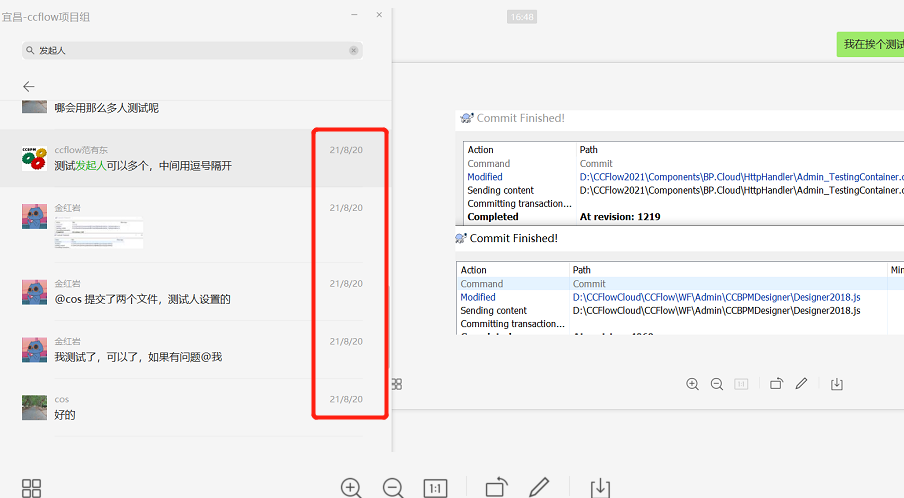 宜昌-ccflow项目组
发起人
哪会用那么多人测试呢
ccflow范有东
21/8/20
测试发起人可以多个，中间用逗号隔开
金红岩
21/8/20
金红岩
21/8/20
@cos 提交了两个文件，测试人设置的
金红岩
21/8/20
我测试了，可以了，如果有问题@我
cos
21/8/20
好的
16:48
我在挨个测试
Commit Finished!
Action Path
Command Commit
Modified D:\CCFlow2021\Components\BP.Cloud\HttpHandler\Admin_TestingContainer.c
Sending content D:\CCFlow2021\Components\BP.Cloud\HttpHandler\Admin_TestingContainer.c
Committing transaction...
Completed At revision: 1219
Commit Finished!
Action Path Min
Command Commit
Modified D:\CCFlowCloud\CCFlow\WF\Admin\CCBPMDesigner\Designer2018.js
Sending content D:\CCFlowCloud\CCFlow\WF\Admin\CCBPMDesigner\Designer2018.js
Committing transaction...
1:1
1:1